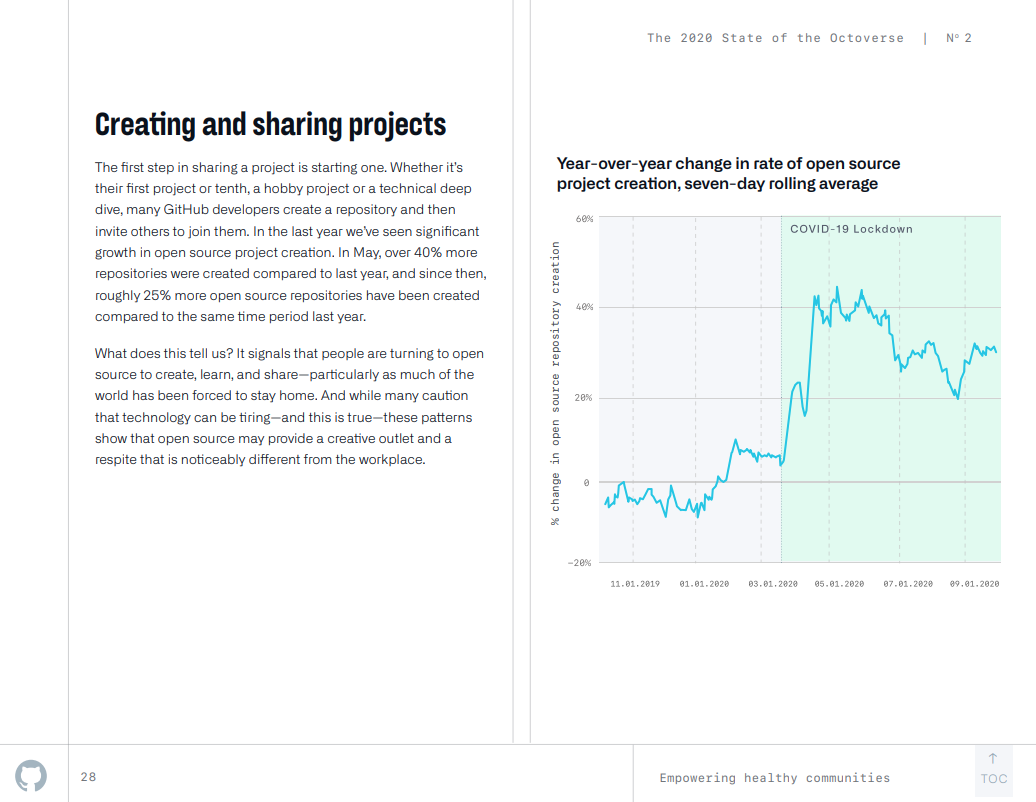 The 2020 State of the Octoverse | Nº 2
Creating and sharing projects
The first step in sharing a project is starting one. Whether it’s
their first project or tenth, a hobby project or a technical deep
dive, many GitHub developers create a repository and then
invite others to join them. In the last year we’ve seen significant
growth in open source project creation. In May, over 40% more
repositories were created compared to last year, and since then,
roughly 25% more open source repositories have been created
compared to the same time period last year.
What does this tell us? It signals that people are turning to open
source to create, learn, and share—particularly as much of the
world has been forced to stay home. And while many caution
that technology can be tiring—and this is true—these patterns
show that open source may provide a creative outlet and a
respite that is noticeably different from the workplace.
Year-over-year change in rate of open source
project creation, seven-day rolling average
% change in open source repository creation
60%
40%
20%
0
−20%
COVID-19 Lockdown
11.01.2019 01.01.2020 03.01.2020 05.01.2020 07.01.2020 09.01.2020
28
Empowering healthy communities
↑
TOC